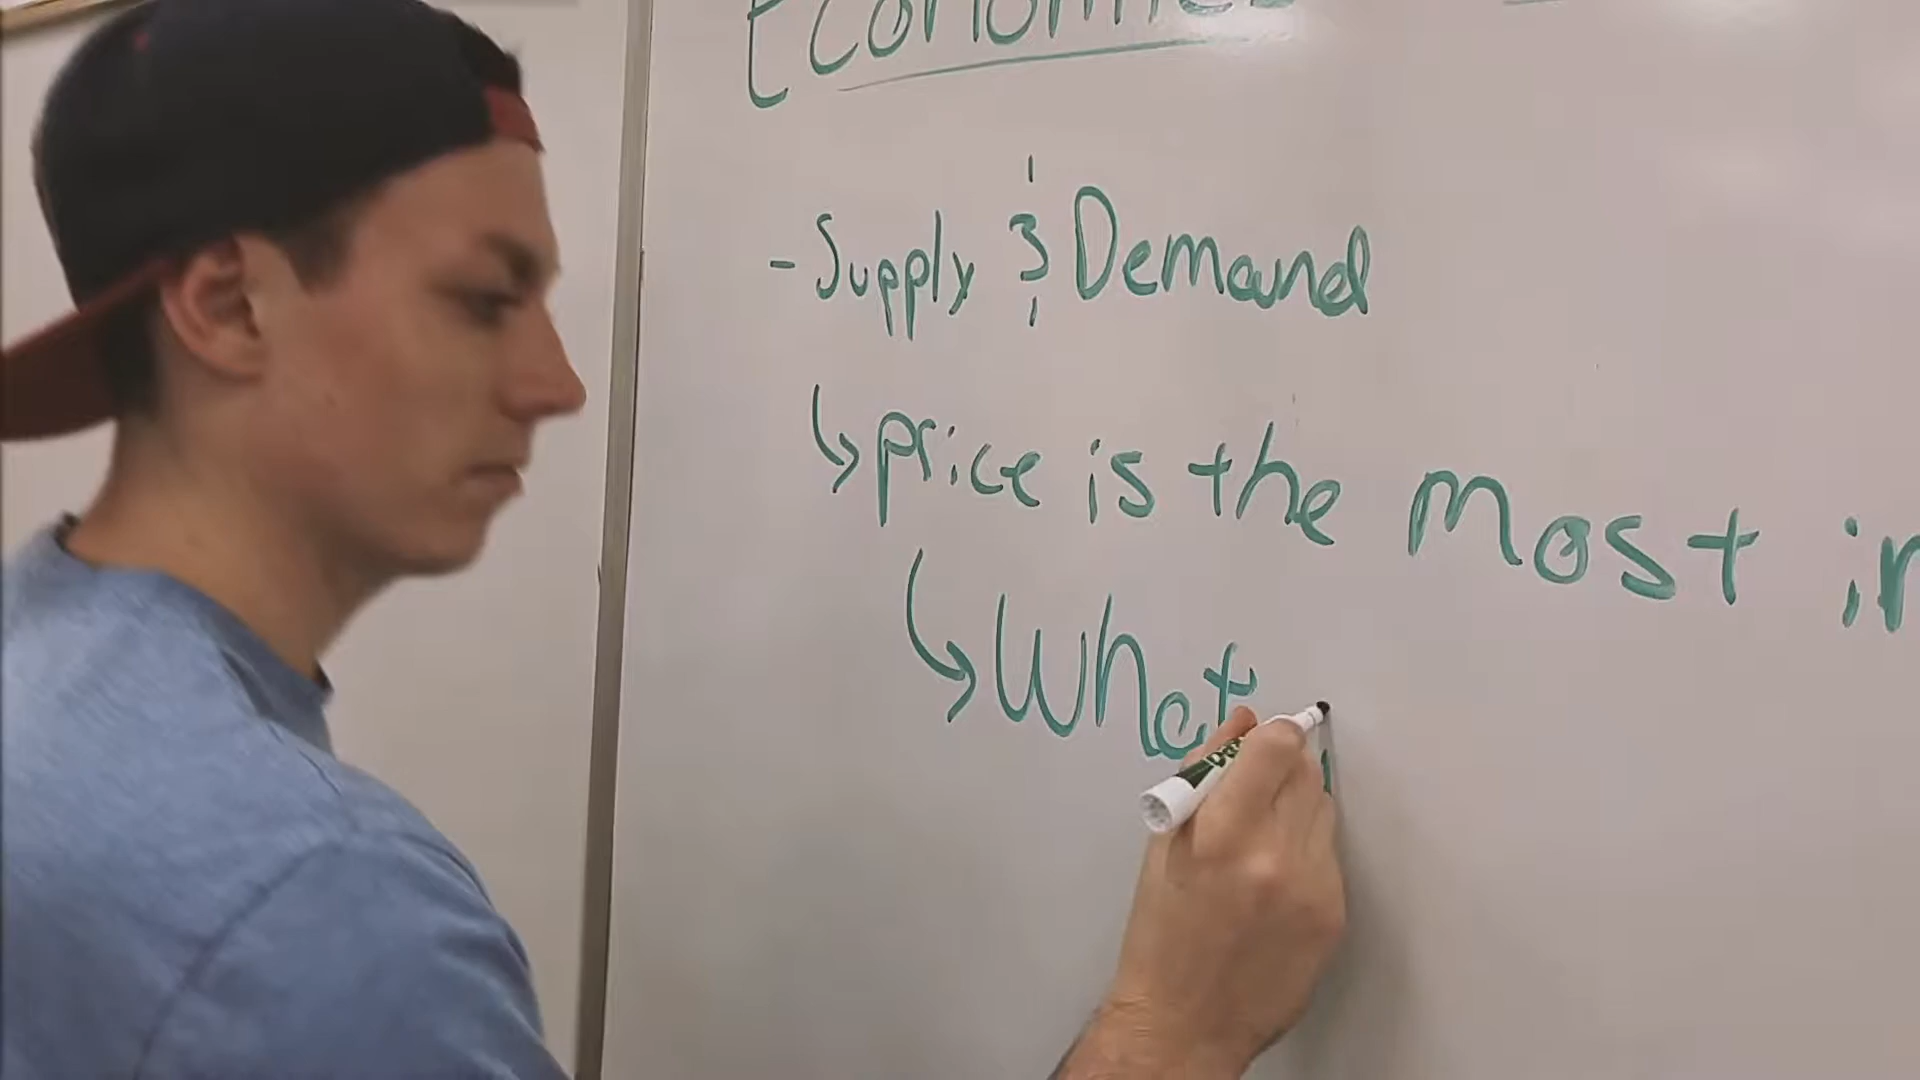 Economics
- Supply & Demand
↳ price is the most
↳ What